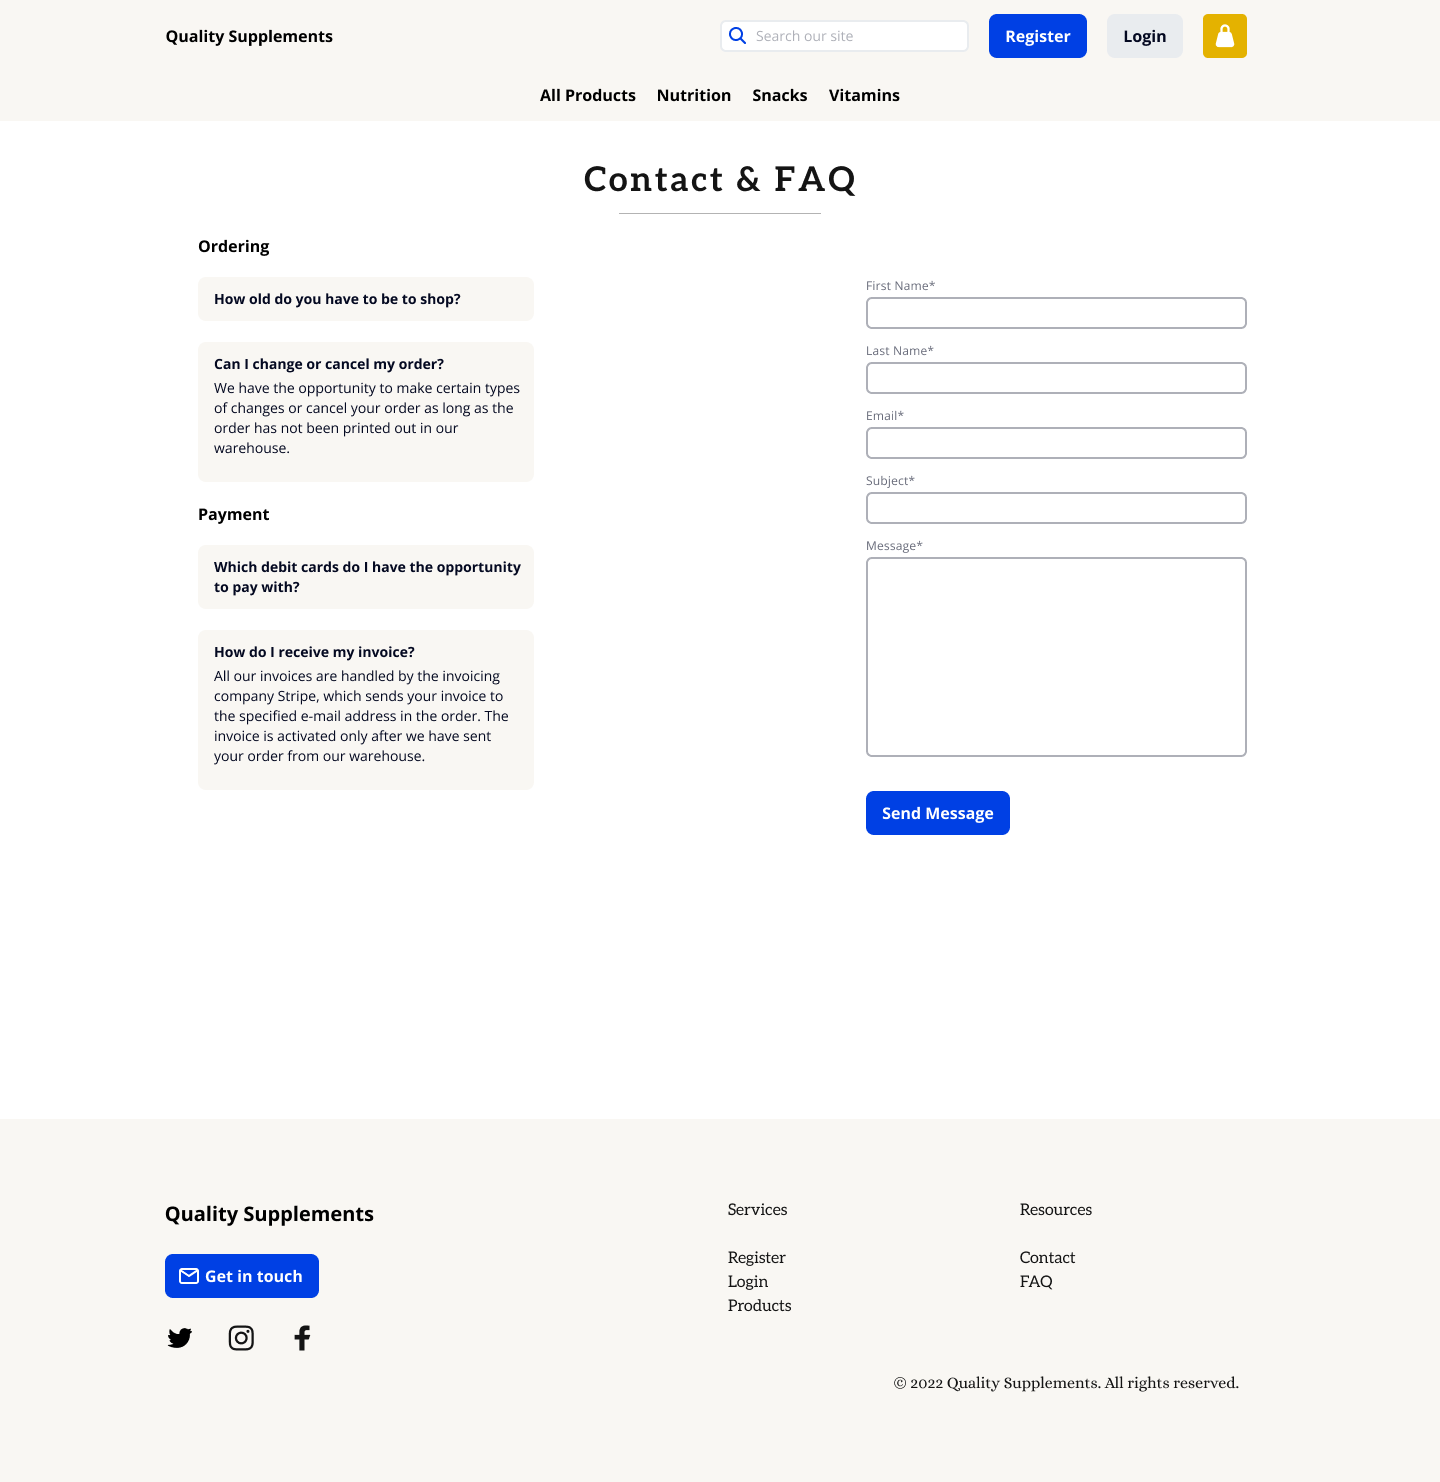 Quality Supplements
Search our site
Register
Login
All Products
Nutrition
Snacks
Vitamins
Contact & FAQ
Ordering
How old do you have to be to shop?
Can I change or cancel my order?
We have the opportunity to make certain types
of changes or cancel your order as long as the
order has not been printed out in our
warehouse.
Payment
Which debit cards do I have the opportunity
to pay with?
How do I receive my invoice?
All our invoices are handled by the invoicing
company Stripe, which sends your invoice to
the specified e-mail address in the order. The
invoice is activated only after we have sent
your order from our warehouse.
First Name*
Last Name*
Email*
Subject*
Message*
Send Message
Quality Supplements
Get in touch
Services
Register
Login
Products
Resources
Contact
FAQ
© 2022 Quality Supplements. All rights reserved.